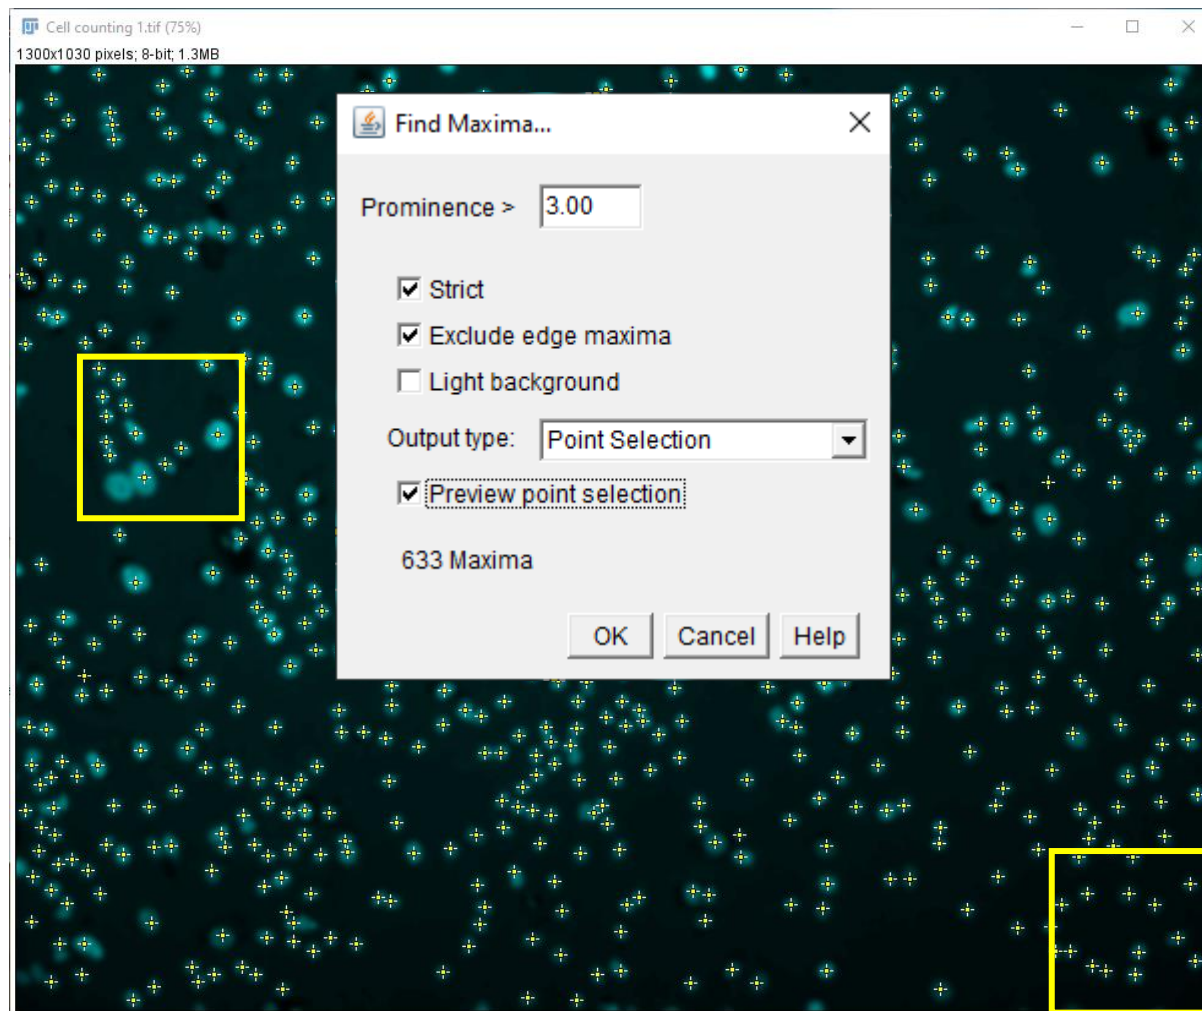 Cell counting 1.tif (75%)
1300x1030 pixels; 8-bit; 1.3MB
Find Maxima...
Prominence > 3.00
Strict
Exclude edge maxima
Light background
Output type: Point Selection
Preview point selection
633 Maxima
OK Cancel Help